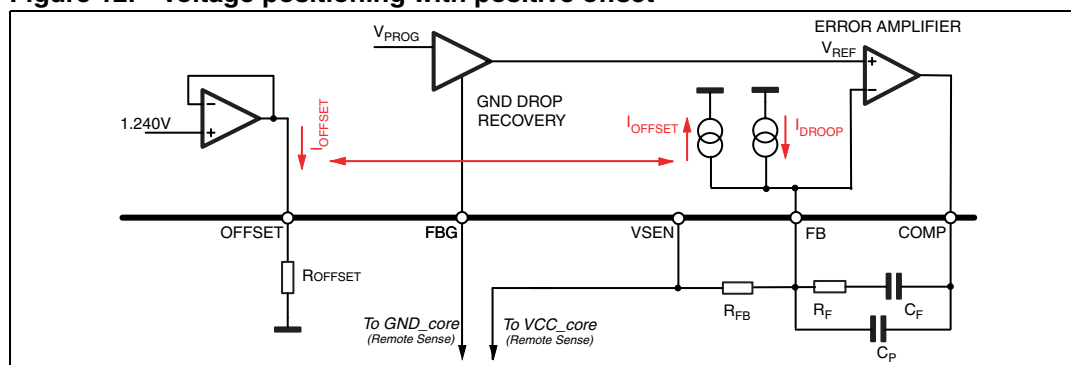 Figure 12. Voltage positioning with positive offset
ERROR AMPLIFIER
VPROG
VREF
GND DROP
RECOVERY
1.240V
IOFFSET
IOFFSET
IDROOP
OFFSET
FBG
VSEN
FB
COMP
ROFFSET
RFB
RF
CF
To GND_core
(Remote Sense)
To VCC_core
(Remote Sense)
CP